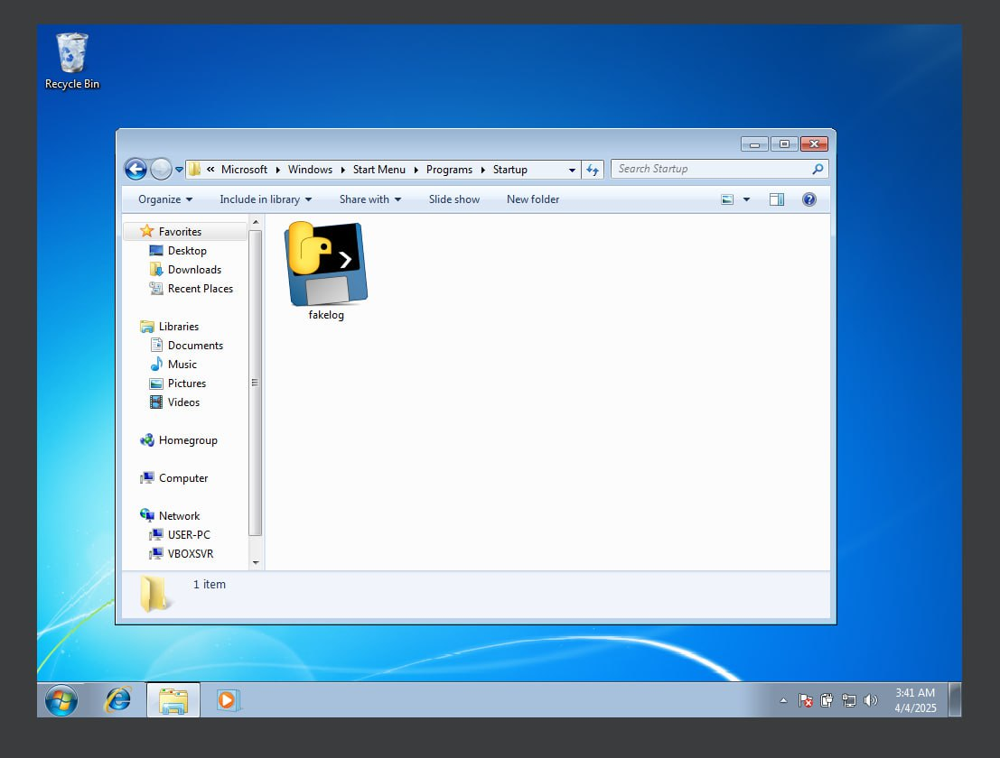 Recycle Bin
« Microsoft Windows Start Menu Programs Startup
Search Startup
Organize Include in library Share with Slide show New folder
Favorites
Desktop
Downloads
Recent Places
Libraries
Documents
Music
Pictures
Videos
Homegroup
Computer
Network
USER-PC
VBOXSVR
fakelog
1 item
3:41 AM
4/4/2025